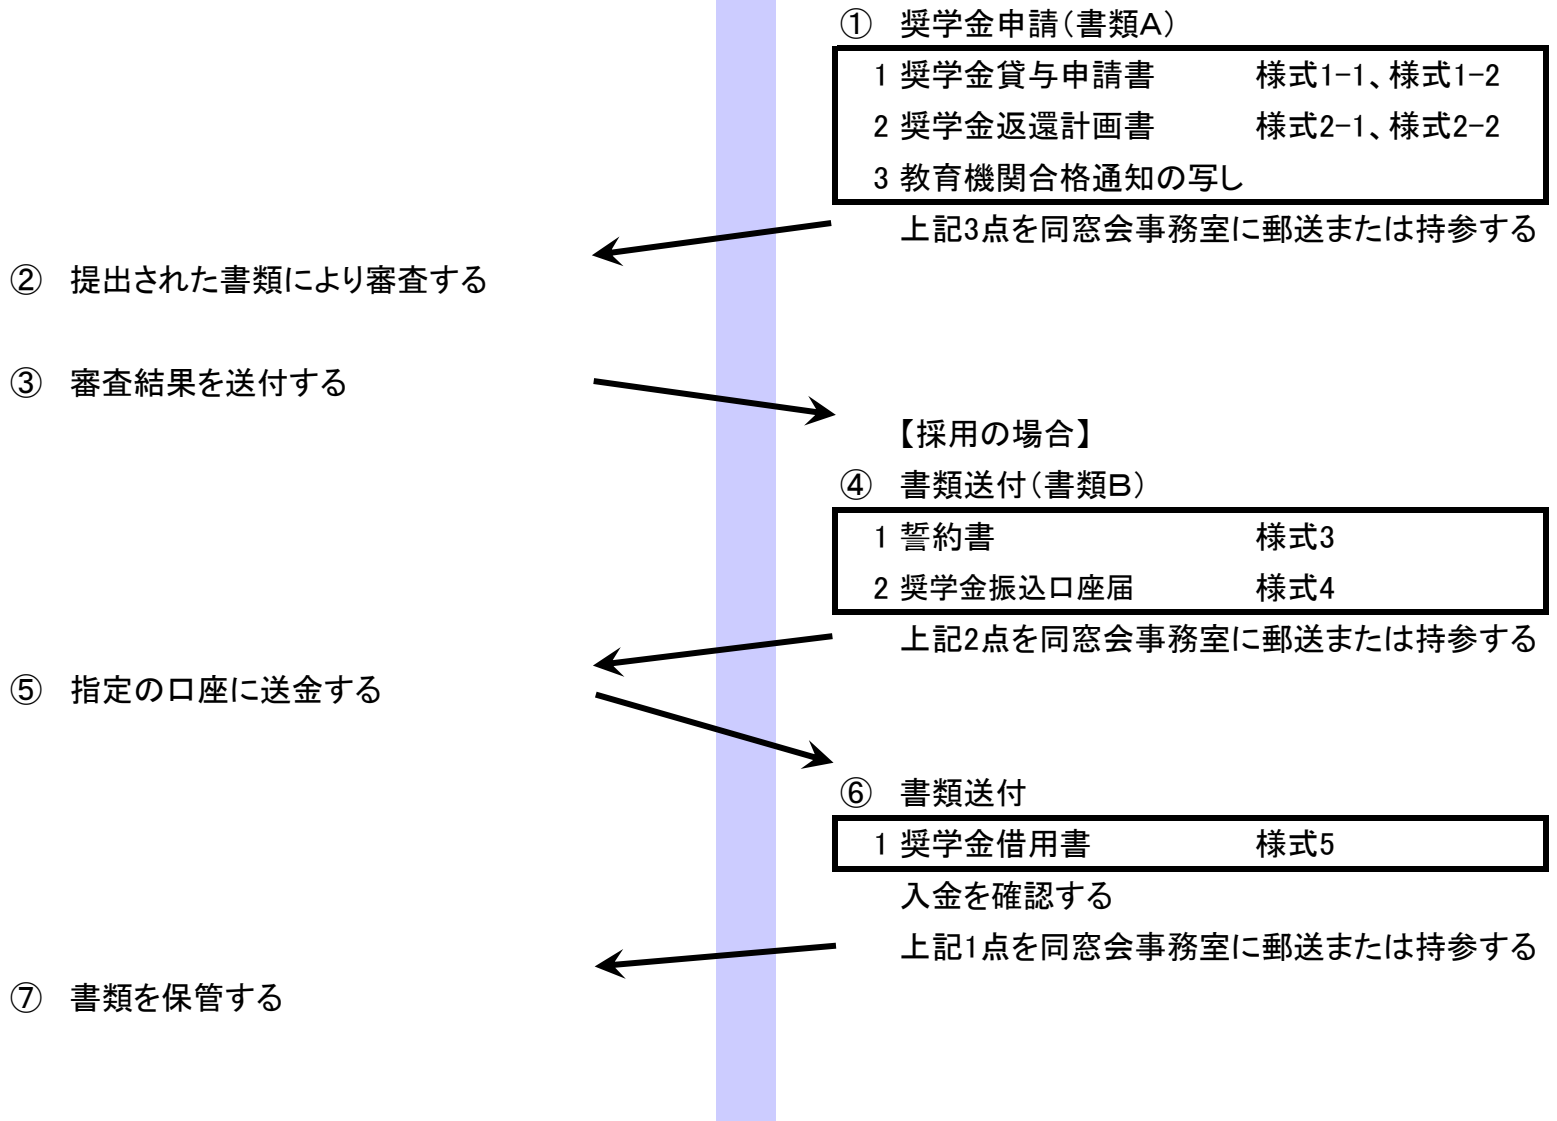 ① 奨学金申請（書類A）
1 奨学金貸与申請書 様式1-1、様式1-2
2 奨学金返還計画書 様式2-1、様式2-2
3 教育機関合格通知の写し
上記3点を同窓会事務室に郵送または持参する
② 提出された書類により審査する
③ 審査結果を送付する
【採用の場合】
④ 書類送付（書類B）
1 誓約書 様式3
2 奨学金振込口座届 様式4
上記2点を同窓会事務室に郵送または持参する
⑤ 指定の口座に送金する
⑥ 書類送付
1 奨学金借用書 様式5
入金を確認する
上記1点を同窓会事務室に郵送または持参する
⑦ 書類を保管する